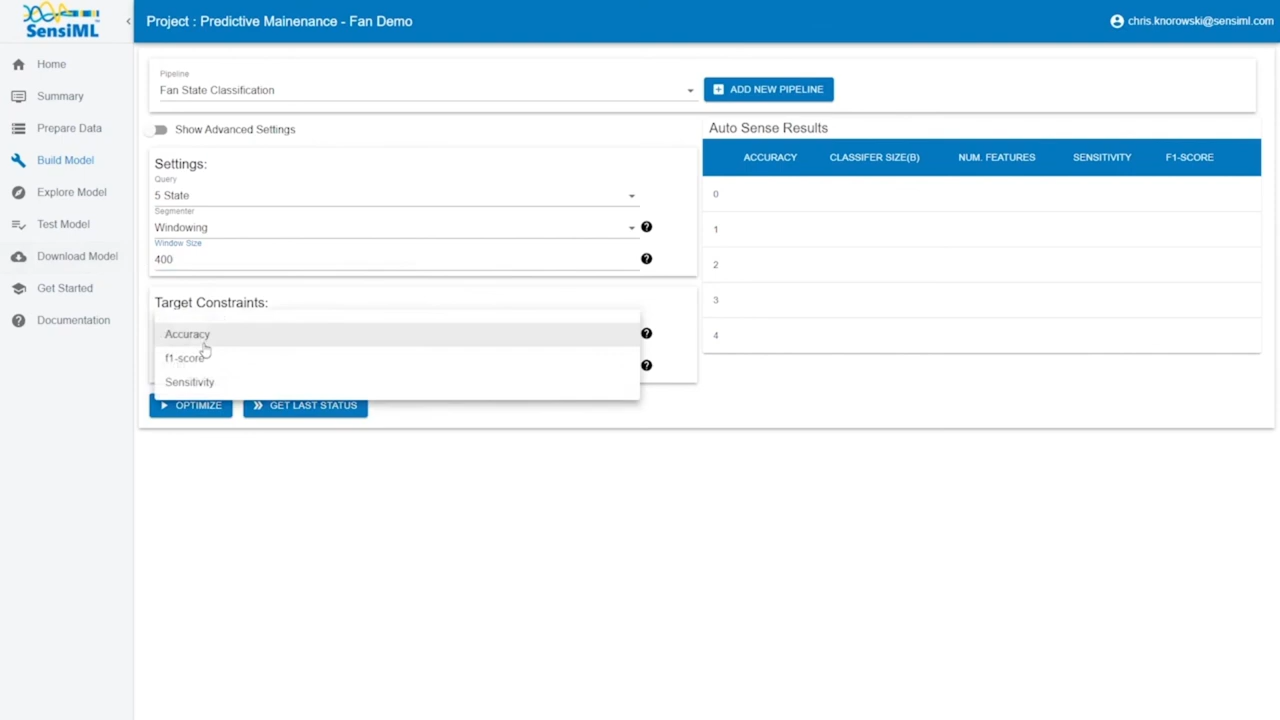 SensiML
Project : Predictive Mainenance - Fan Demo
chris.knorowski@sensiml.com
Home
Summary
Prepare Data
Build Model
Explore Model
Test Model
Download Model
Get Started
Documentation
Pipeline
Fan State Classification
ADD NEW PIPELINE
Show Advanced Settings
Settings:
Query
5 State
Segmenter
Windowing
Window Size
400
Target Constraints:
Accuracy
f1-score
Sensitivity
OPTIMIZE
GET LAST STATUS
Auto Sense Results
ACCURACY CLASSIFER SIZE(B) NUM. FEATURES SENSITIVITY F1-SCORE
0
1
2
3
4